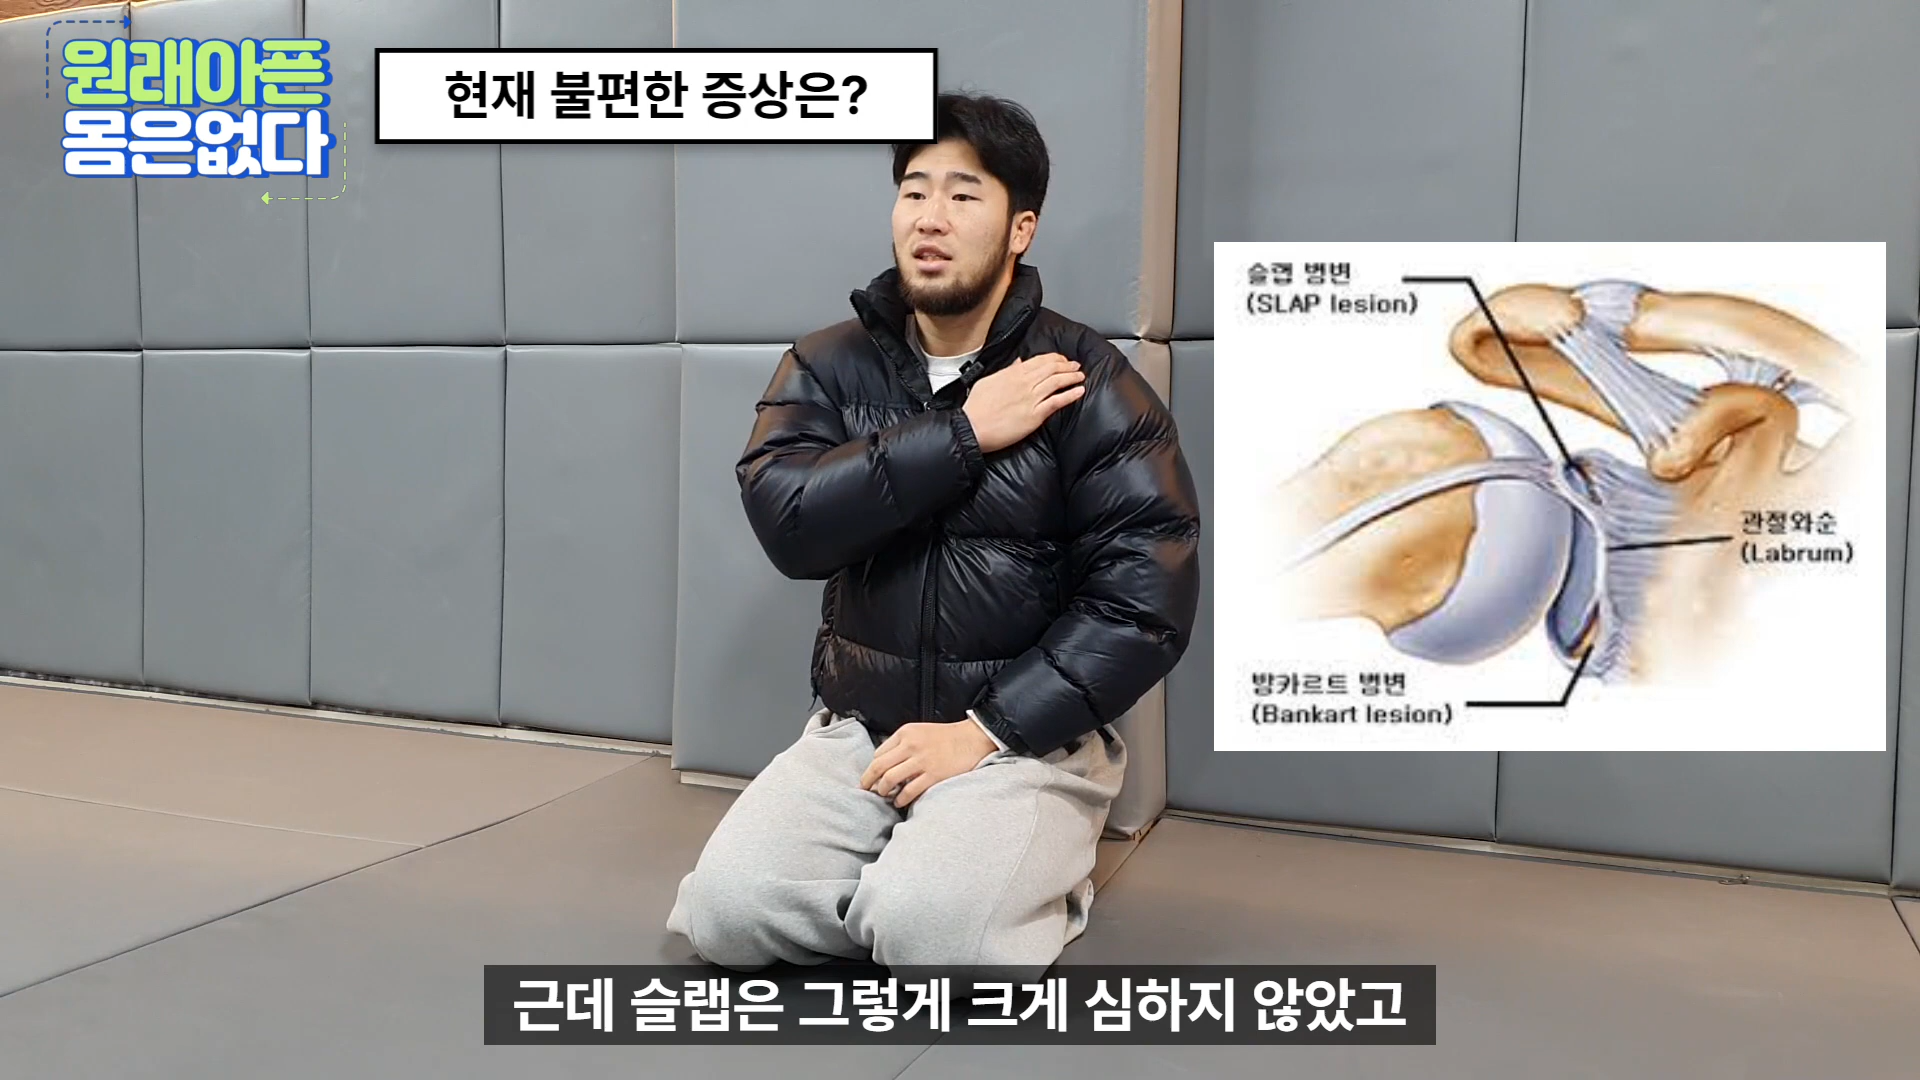 원래아픈
몸은없다
현재 불편한 증상은?
슬랩 병변
(SLAP lesion)
관절와순
(Labrum)
방카르트 병변
(Bankart lesion)
근데 슬랩은 그렇게 크게 심하지 않았고